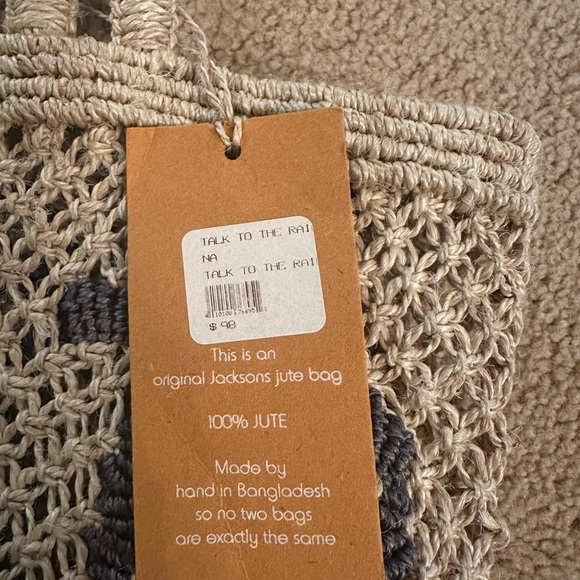 TALK TO THE RAI
NA
TALK TO THE RAI
$ 98
This is an
original Jacksons jute bag
100% JUTE
Made by
hand in Bangladesh
so no two bags
are exactly the same